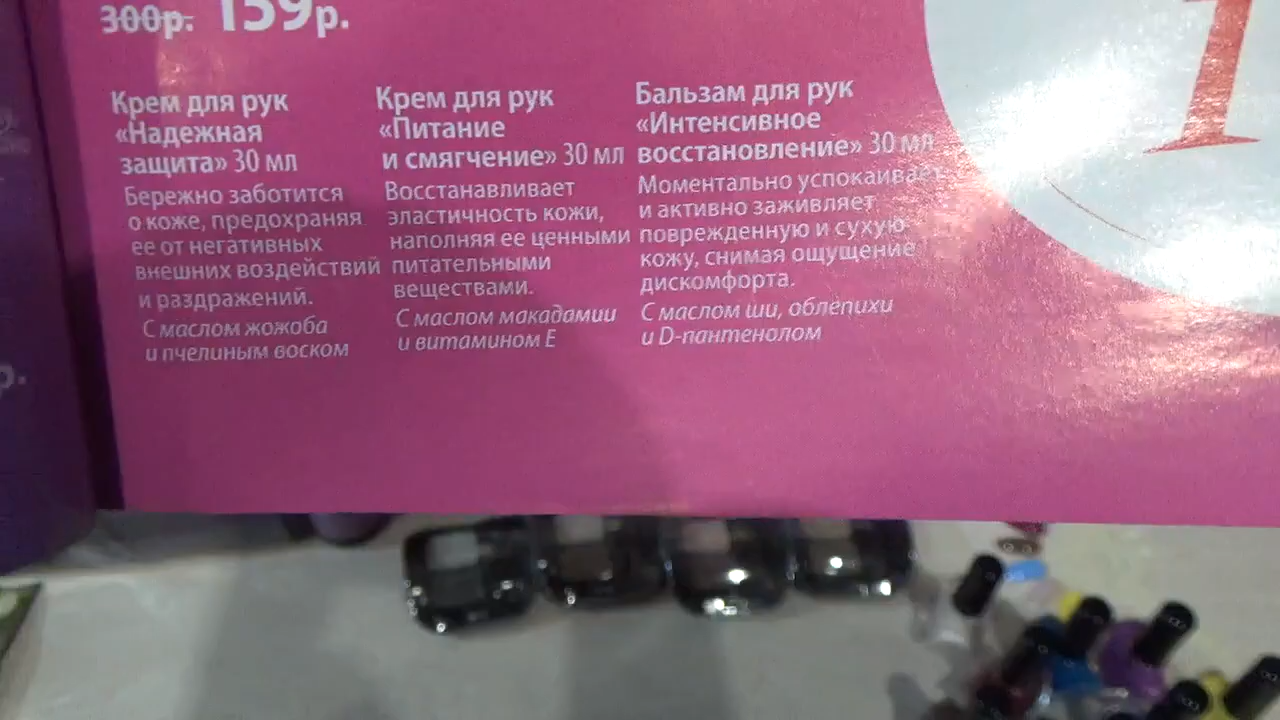 300р. 159р.
Крем для рук
«Надежная
защита» 30 мл
Бережно заботится
о коже, предохраняя
ее от негативных
внешних воздействий
и раздражений.
С маслом жожоба
и пчелиным воском
Крем для рук
«Питание
и смягчение» 30 мл
Восстанавливает
эластичность кожи,
наполняя ее ценными
питательными
веществами.
С маслом макадамии
и витамином Е
Бальзам для рук
«Интенсивное
восстановление» 30 мл
Моментально успокаивает
и активно заживляет
поврежденную и сухую
кожу, снимая ощущение
дискомфорта.
С маслом ши, облепихи
и D-пантенолом
1
р.